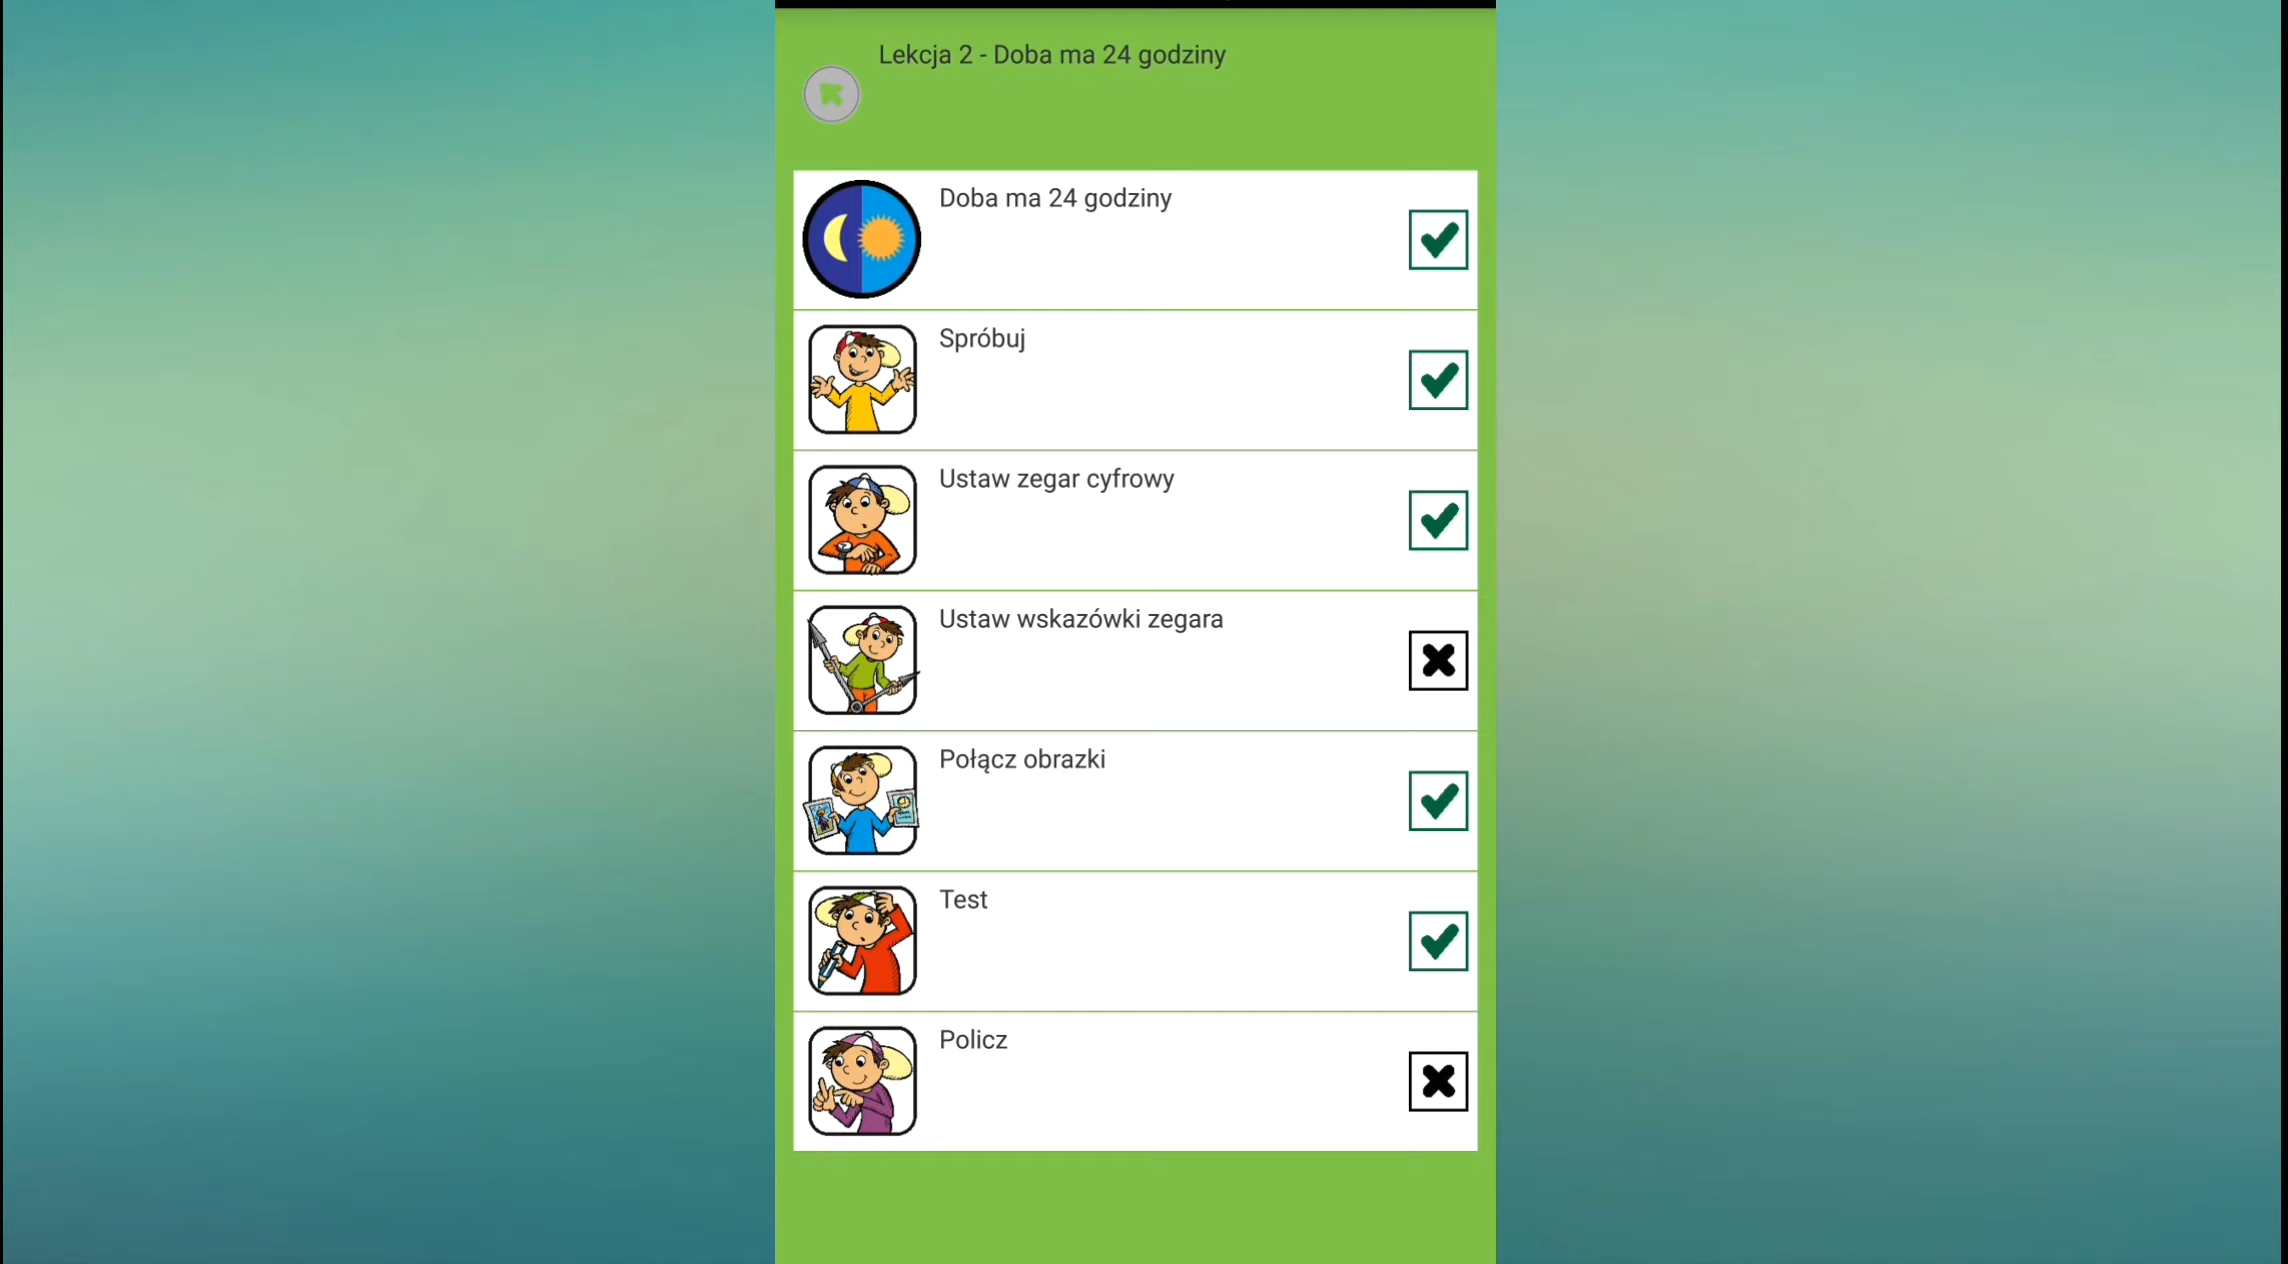 Lekcja 2 - Doba ma 24 godziny
Doba ma 24 godziny
Spróbuj
Ustaw zegar cyfrowy
Ustaw wskazówki zegara
Połącz obrazki
Test
Policz